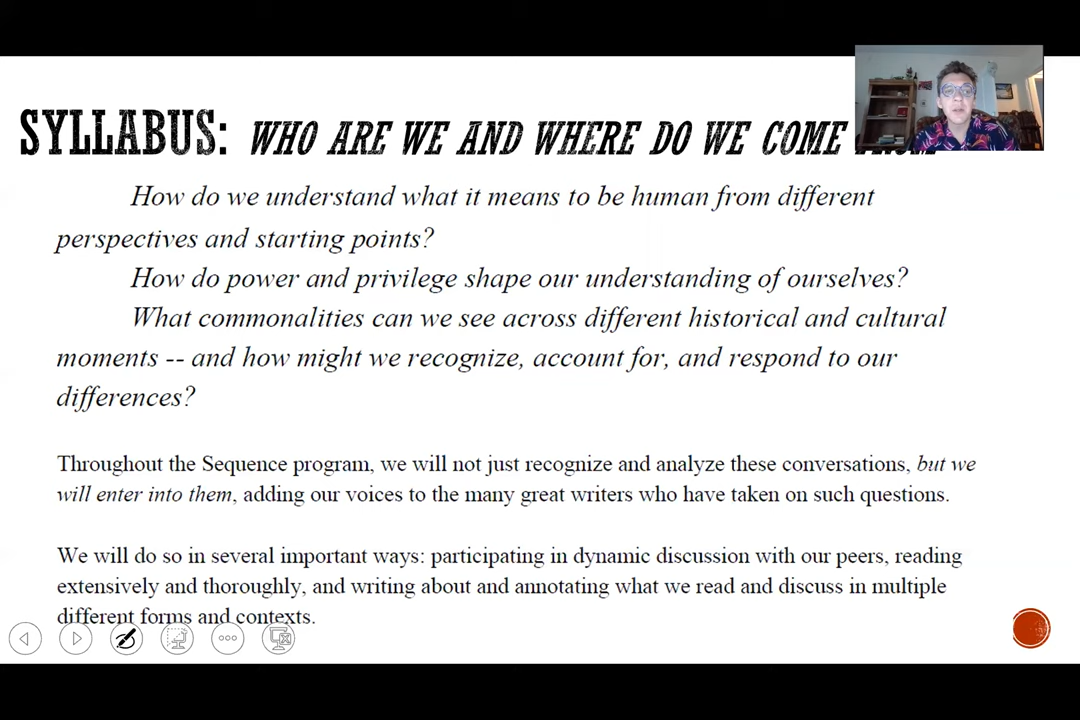 SYLLABUS: WHO ARE WE AND WHERE DO WE COME
How do we understand what it means to be human from different
perspectives and starting points?
How do power and privilege shape our understanding of ourselves?
What commonalities can we see across different historical and cultural
moments -- and how might we recognize, account for, and respond to our
differences?
Throughout the Sequence program, we will not just recognize and analyze these conversations, but we
will enter into them, adding our voices to the many great writers who have taken on such questions.
We will do so in several important ways: participating in dynamic discussion with our peers, reading
extensively and thoroughly, and writing about and annotating what we read and discuss in multiple
different forms and contexts.